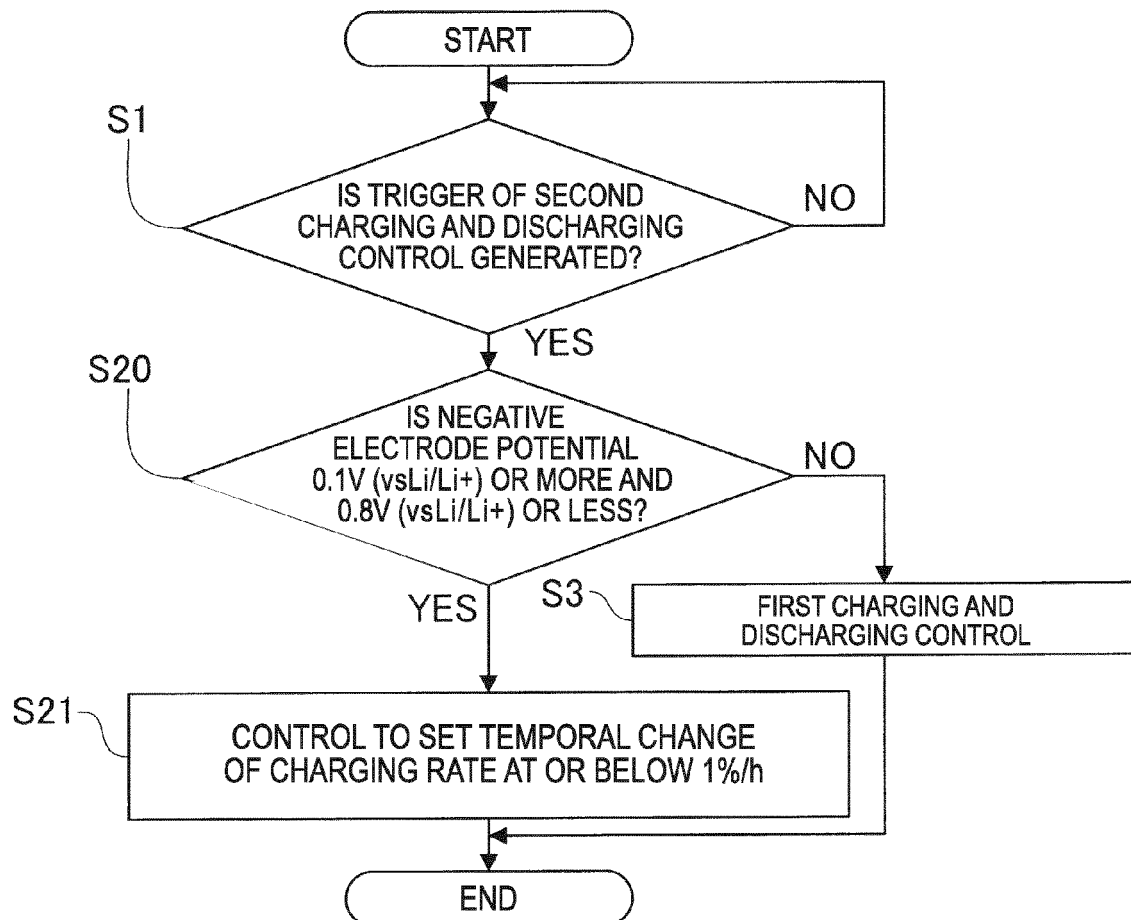 START
S1
IS TRIGGER OF SECOND
CHARGING AND DISCHARGING
CONTROL GENERATED?
NO
YES
S20
IS NEGATIVE
ELECTRODE POTENTIAL
0.1V (vsLi/Li+) OR MORE AND
0.8V (vsLi/Li+) OR LESS?
NO
YES
S3
FIRST CHARGING AND
DISCHARGING CONTROL
S21
CONTROL TO SET TEMPORAL CHANGE
OF CHARGING RATE AT OR BELOW 1%/h
END